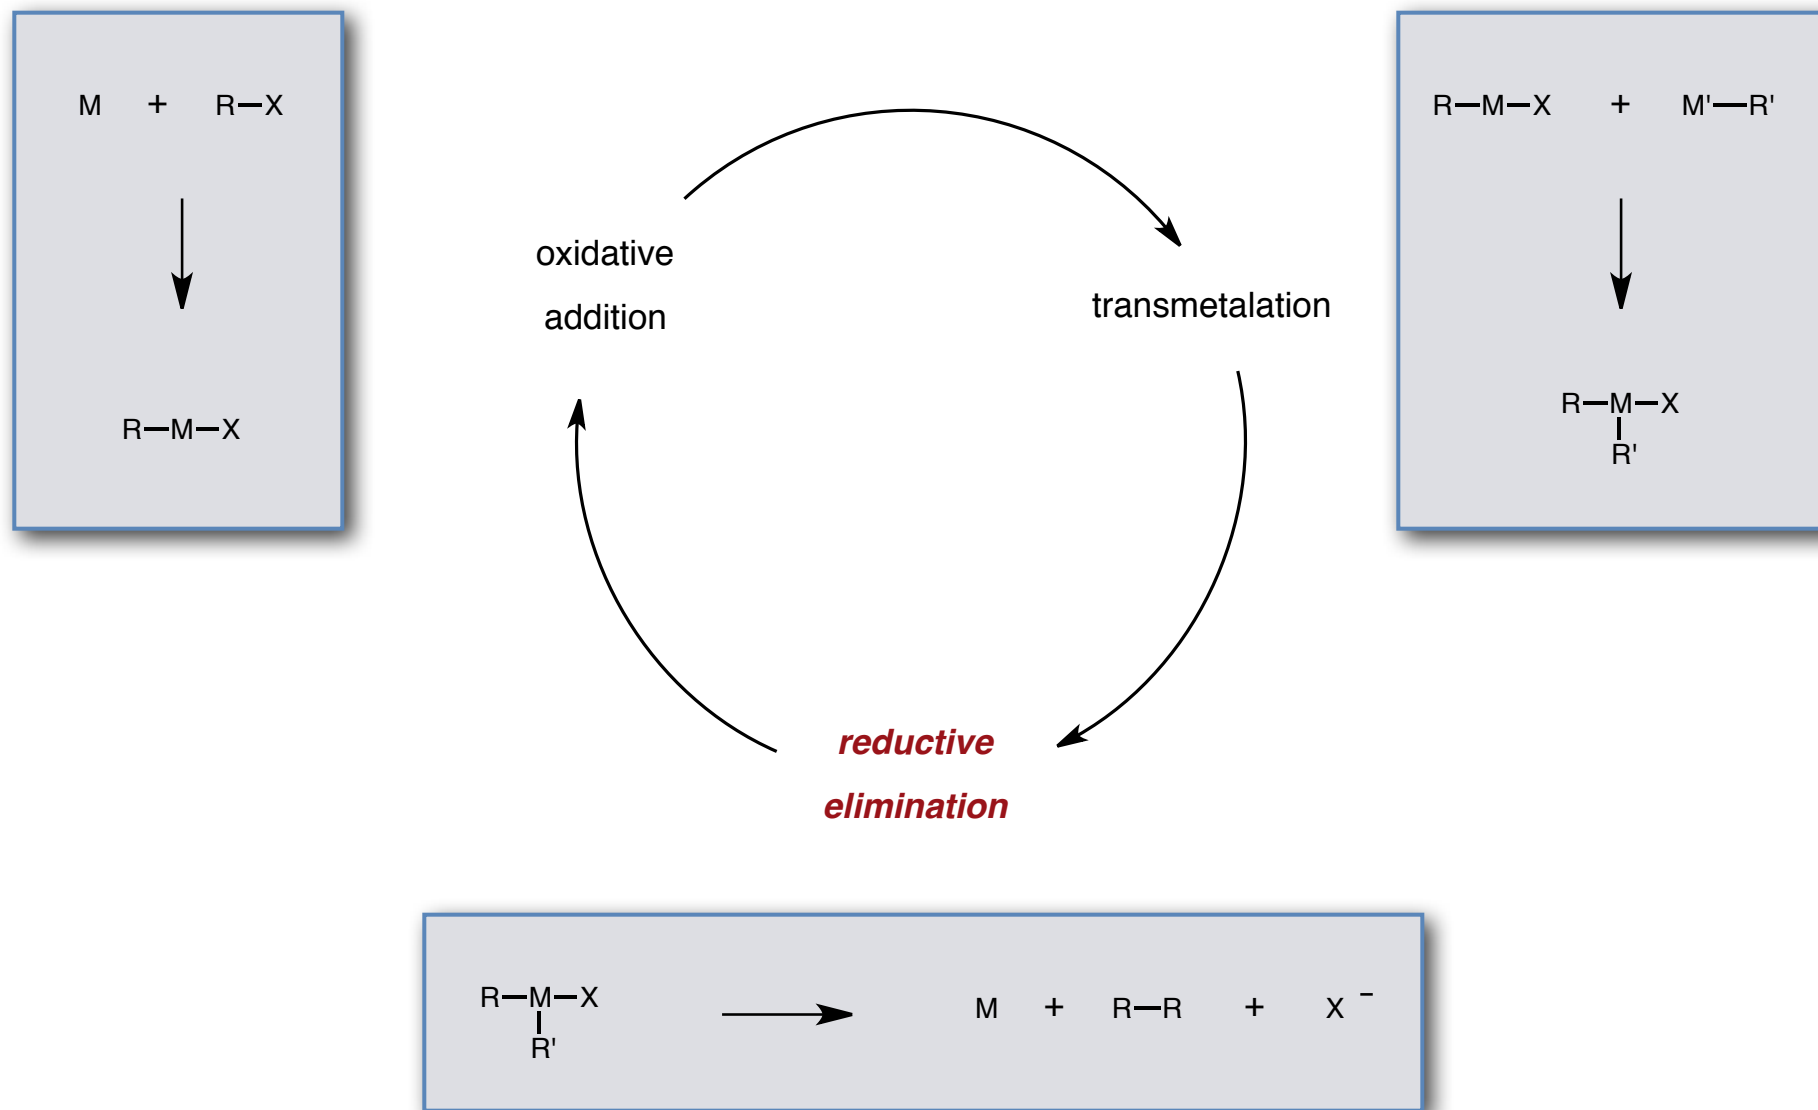 M + R—X
R—M—X
oxidative
addition
transmetalation
R—M—X + M'—R'
R—M—X
R'
reductive
elimination
R—M—X
R'
M + R—R + X –